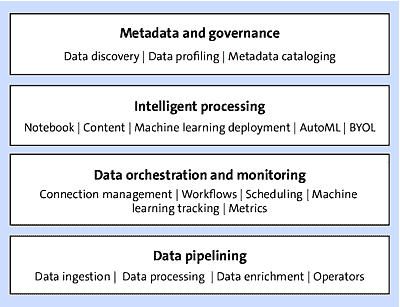 Metadata and governance
Data discovery | Data profiling | Metadata cataloging
Intelligent processing
Notebook | Content | Machine learning deployment | AutoML | BYOL
Data orchestration and monitoring
Connection management | Workflows | Scheduling | Machine
learning tracking | Metrics
Data pipelining
Data ingestion | Data processing | Data enrichment | Operators